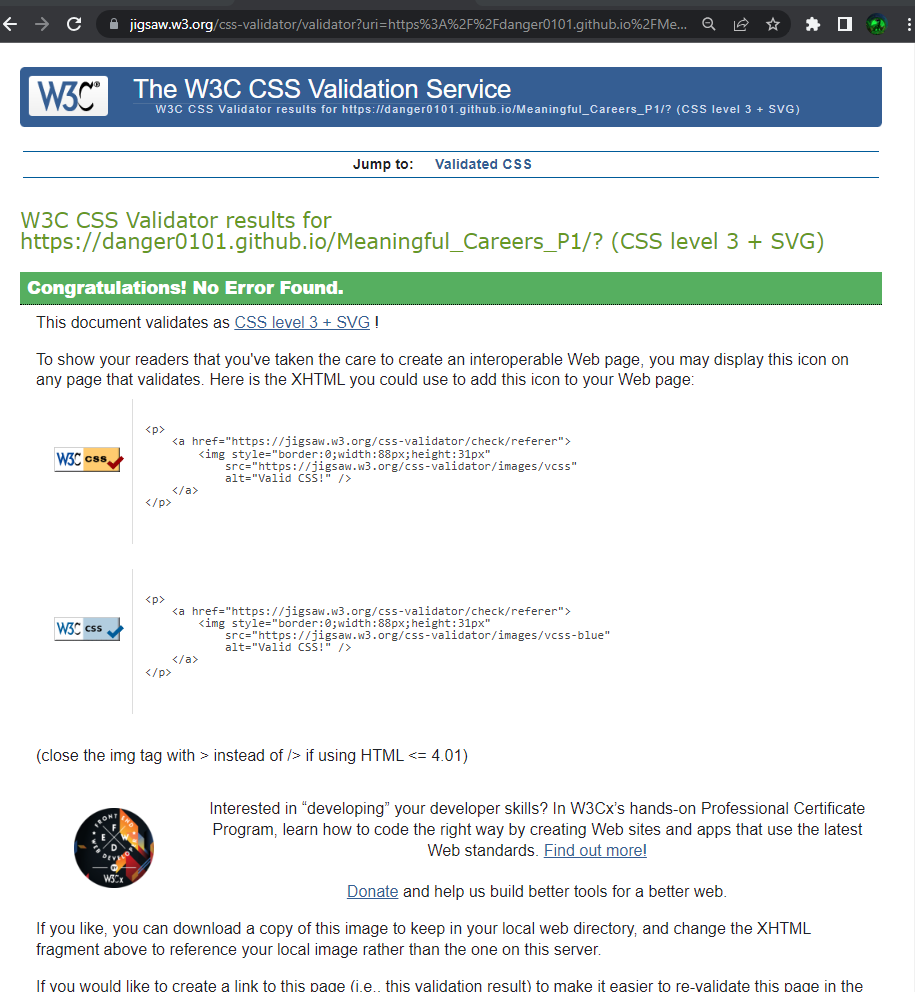 jigsaw.w3.org/css-validator/validator?uri=https%3A%2F%2Fdanger0101.github.io%2FMe...
W3C®
The W3C CSS Validation Service
W3C CSS Validator results for https://danger0101.github.io/Meaningful_Careers_P1/? (CSS level 3 + SVG)
Jump to: Validated CSS
W3C CSS Validator results for
https://danger0101.github.io/Meaningful_Careers_P1/? (CSS level 3 + SVG)
Congratulations! No Error Found.
This document validates as CSS level 3 + SVG !
To show your readers that you've taken the care to create an interoperable Web page, you may display this icon on
any page that validates. Here is the XHTML you could use to add this icon to your Web page:
W3C css
<p>
<a href="https://jigsaw.w3.org/css-validator/check/referer">
<img style="border:0;width:88px;height:31px"
src="https://jigsaw.w3.org/css-validator/images/vcss"
alt="Valid CSS!" />
</a>
</p>
W3C css
<p>
<a href="https://jigsaw.w3.org/css-validator/check/referer">
<img style="border:0;width:88px;height:31px"
src="https://jigsaw.w3.org/css-validator/images/vcss-blue"
alt="Valid CSS!" />
</a>
</p>
(close the img tag with > instead of /> if using HTML <= 4.01)
FRONT END WEB DEVELOPER
F E W D
W3Cx
Interested in “developing” your developer skills? In W3Cx’s hands-on Professional Certificate
Program, learn how to code the right way by creating Web sites and apps that use the latest
Web standards. Find out more!
Donate and help us build better tools for a better web.
If you like, you can download a copy of this image to keep in your local web directory, and change the XHTML
fragment above to reference your local image rather than the one on this server.
If you would like to create a link to this page (i.e., this validation result) to make it easier to re-validate this page in the